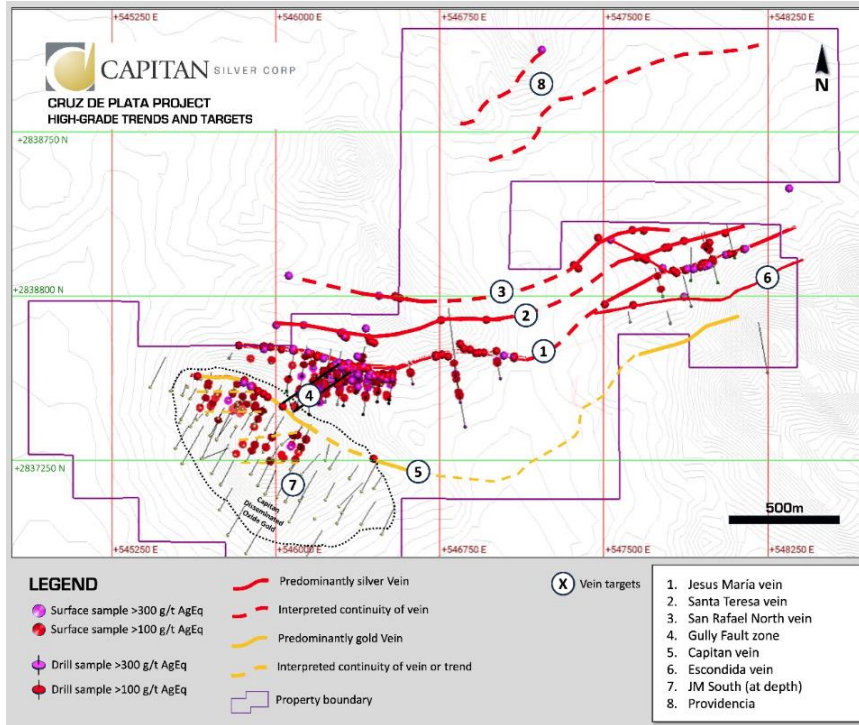 +545250 E
+546000 E
+546750 E
+547500 E
+548250 E
CAPITAN SILVER CORP
CRUZ DE PLATA PROJECT
HIGH-GRADE TRENDS AND TARGETS
N
8
+2838750 N
3
6
+2838800 N
2
1
4
+2837250 N
5
7
Capitan
Disseminated
Oxide Gold
500m
+545250 E
+546000 E
+546750 E
+547500 E
+548250 E
LEGEND
Surface sample >300 g/t AgEq
Surface sample >100 g/t AgEq
Drill sample >300 g/t AgEq
Drill sample >100 g/t AgEq
Predominantly silver Vein
Interpreted continuity of vein
Predominantly gold Vein
Interpreted continuity of vein or trend
Property boundary
X Vein targets
1. Jesus María vein
2. Santa Teresa vein
3. San Rafael North vein
4. Gully Fault zone
5. Capitan vein
6. Escondida vein
7. JM South (at depth)
8. Providencia